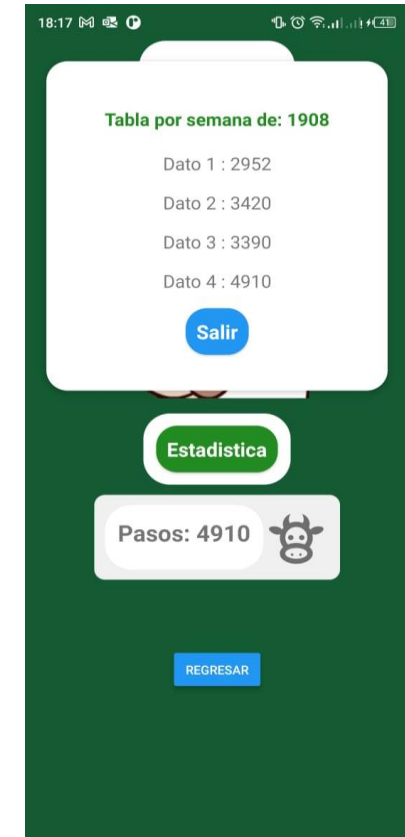 18:17
41
Tabla por semana de: 1908
Dato 1 : 2952
Dato 2 : 3420
Dato 3 : 3390
Dato 4 : 4910
Salir
Estadistica
Pasos: 4910
REGRESAR